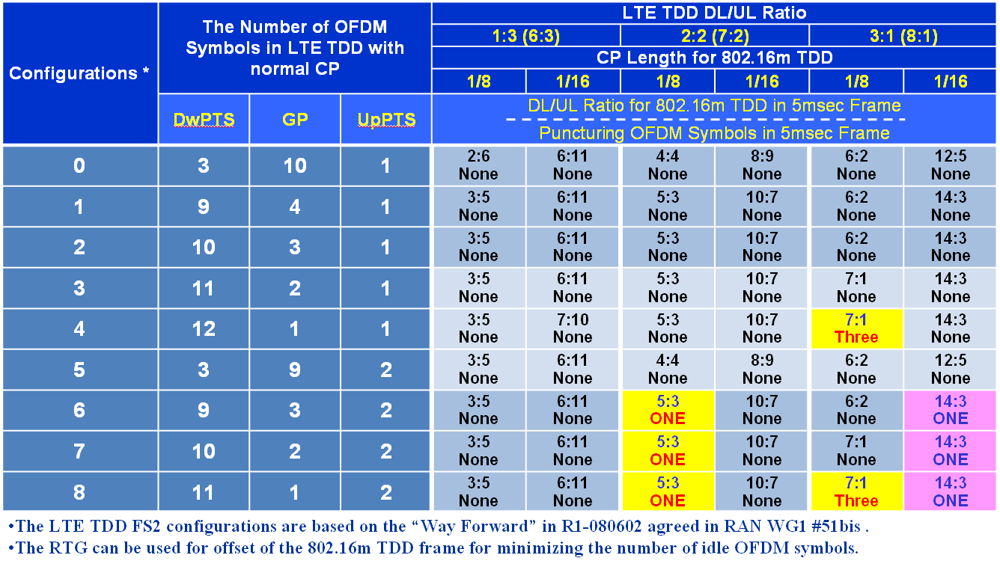 Configurations *
The Number of OFDM
Symbols in LTE TDD with
normal CP
LTE TDD DL/UL Ratio
1:3 (6:3) 2:2 (7:2) 3:1 (8:1)
CP Length for 802.16m TDD
1/8 1/16 1/8 1/16 1/8 1/16
DwPTS GP UpPTS
DL/UL Ratio for 802.16m TDD in 5msec Frame
Puncturing OFDM Symbols in 5msec Frame
0 3 10 1
2:6 6:11 4:4 8:9 6:2 12:5
None None None None None None
1 9 4 1
3:5 6:11 5:3 10:7 6:2 14:3
None None None None None None
2 10 3 1
3:5 6:11 5:3 10:7 6:2 14:3
None None None None None None
3 11 2 1
3:5 6:11 5:3 10:7 7:1 14:3
None None None None None None
4 12 1 1
3:5 7:10 5:3 10:7 7:1 14:3
None None None None Three None
5 3 9 2
3:5 6:11 4:4 8:9 6:2 12:5
None None None None None None
6 9 3 2
3:5 6:11 5:3 10:7 6:2 14:3
None None ONE None None ONE
7 10 2 2
3:5 6:11 5:3 10:7 7:1 14:3
None None ONE None None ONE
8 11 1 2
3:5 6:11 5:3 10:7 7:1 14:3
None None ONE None Three ONE
•The LTE TDD FS2 configurations are based on the “Way Forward” in R1-080602 agreed in RAN WG1 #51bis .
•The RTG can be used for offset of the 802.16m TDD frame for minimizing the number of idle OFDM symbols.